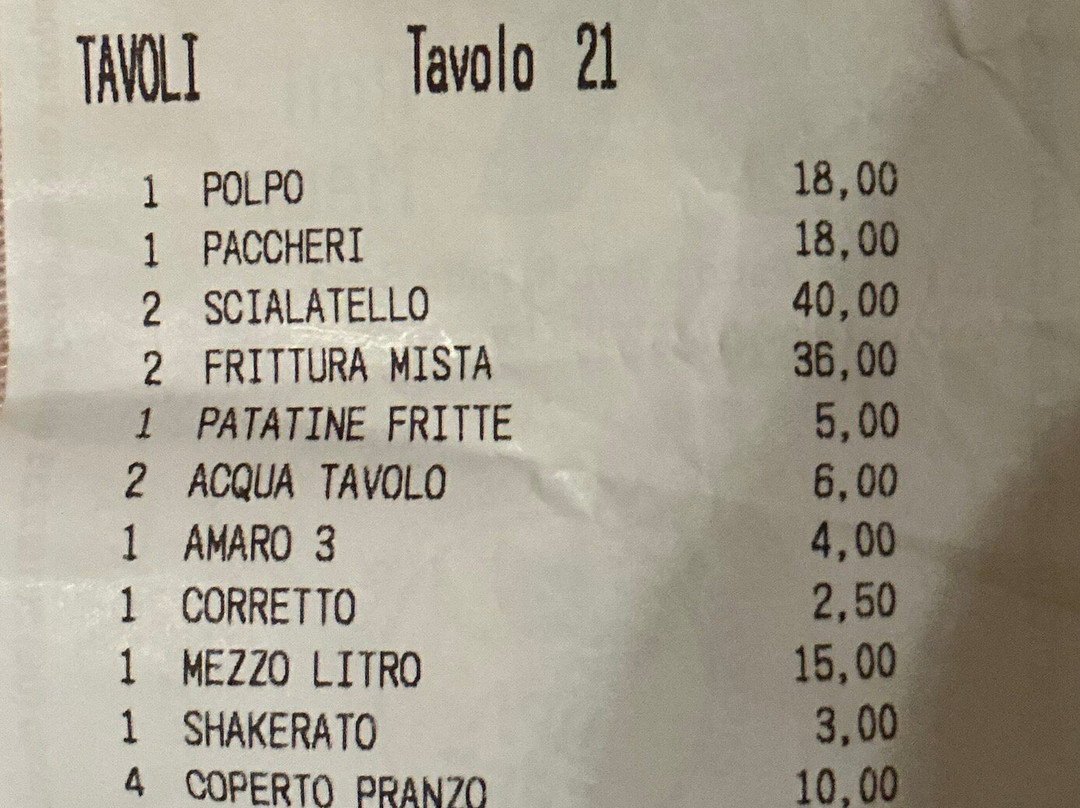 TAVOLI Tavolo 21
1 POLPO 18,00
1 PACCHERI 18,00
2 SCIALATELLO 40,00
2 FRITTURA MISTA 36,00
1 PATATINE FRITTE 5,00
2 ACQUA TAVOLO 6,00
1 AMARO 3 4,00
1 CORRETTO 2,50
1 MEZZO LITRO 15,00
1 SHAKERATO 3,00
4 COPERTO PRANZO 10,00